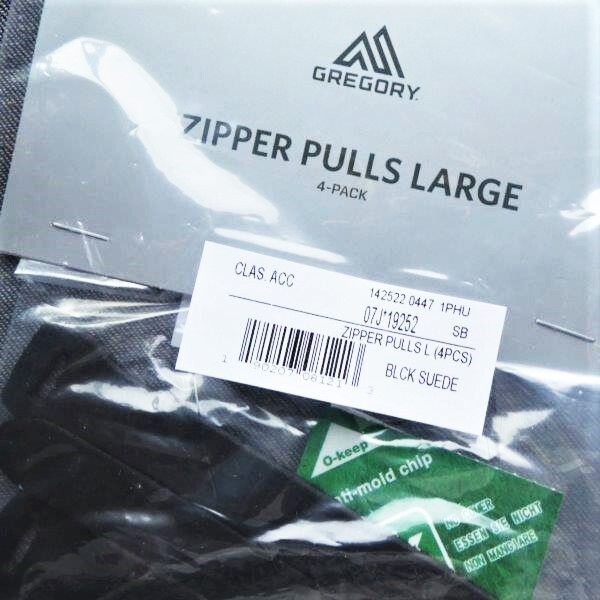 GREGORY
ZIPPER PULLS LARGE
4-PACK
CLAS. ACC
142522 0447 1PHU
07J*19252 SB
ZIPPER PULLS L (4PCS)
BLCK SUEDE
O-keep
anti-mold chip
ESSEN SIE NICHT
NON MANGIARE